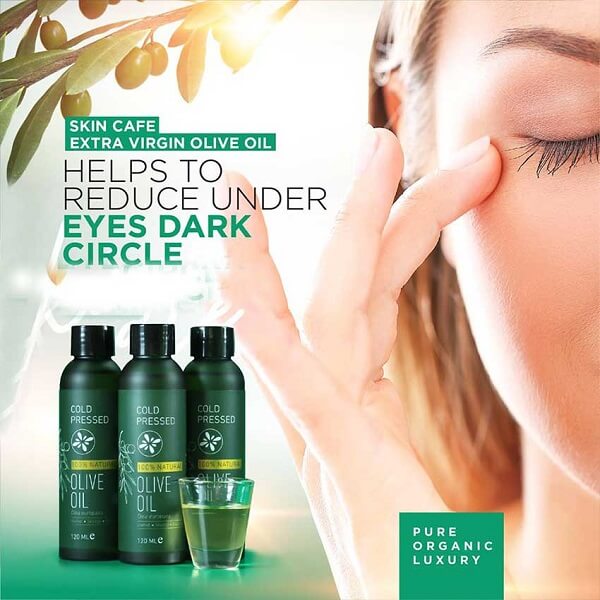 SKIN CAFE
EXTRA VIRGIN OLIVE OIL
HELPS TO
REDUCE UNDER
EYES DARK
CIRCLE
COLD
PRESSED
100% NATURAL
OLIVE
OIL
120 ML e
COLD
PRESSED
100% NATURAL
OLIVE
OIL
120 ML e
COLD
PRESSED
100% NATURAL
OLIVE
PURE
ORGANIC
LUXURY